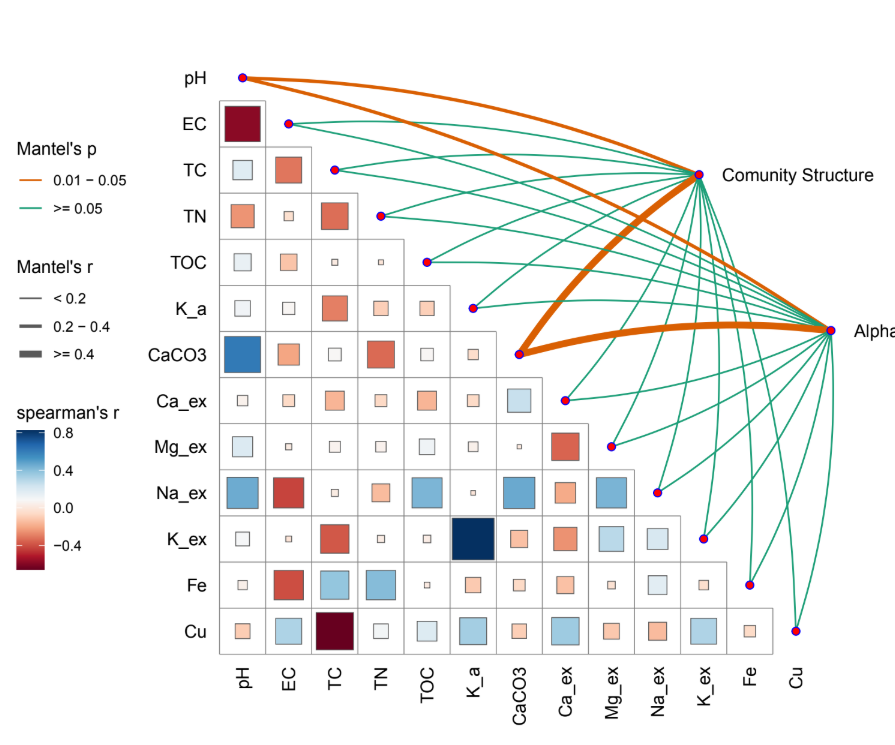 pH
EC
TC
TN
TOC
K_a
CaCO3
Ca_ex
Mg_ex
Na_ex
K_ex
Fe
Cu
Mantel's p
0.01 − 0.05
>= 0.05
Mantel's r
< 0.2
0.2 − 0.4
>= 0.4
spearman's r
0.8
0.4
0.0
−0.4
Comunity Structure
Alpha
pH
EC
TC
TN
TOC
K_a
CaCO3
Ca_ex
Mg_ex
Na_ex
K_ex
Fe
Cu